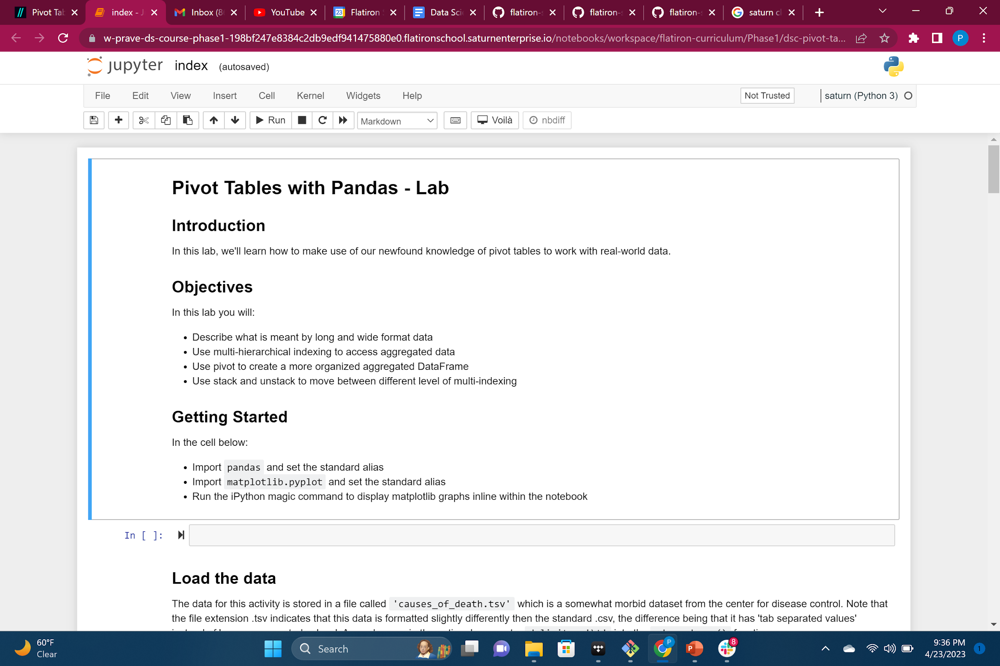 Pivot Tab
index - J
Inbox (8
YouTube
23
Flatiron
Data Sci
flatiron-s
flatiron-s
flatiron-s
saturn cl
w-prave-ds-course-phase1-198bf247e8384c2db9edf941475880e0.flatironschool.saturnenterprise.io/notebooks/workspace/flatiron-curriculum/Phase1/dsc-pivot-ta...
P
jupyter index (autosaved)
File Edit View Insert Cell Kernel Widgets Help Not Trusted saturn (Python 3)
Run Markdown Voilà nbdiff
Pivot Tables with Pandas - Lab
Introduction
In this lab, we'll learn how to make use of our newfound knowledge of pivot tables to work with real-world data.
Objectives
In this lab you will:
• Describe what is meant by long and wide format data
• Use multi-hierarchical indexing to access aggregated data
• Use pivot to create a more organized aggregated DataFrame
• Use stack and unstack to move between different level of multi-indexing
Getting Started
In the cell below:
• Import pandas and set the standard alias
• Import matplotlib.pyplot and set the standard alias
• Run the iPython magic command to display matplotlib graphs inline within the notebook
In [ ]:
Load the data
The data for this activity is stored in a file called 'causes_of_death.tsv' which is a somewhat morbid dataset from the center for disease control. Note that
the file extension .tsv indicates that this data is formatted slightly differently then the standard .csv, the difference being that it has 'tab separated values'
60°F
Clear
Search
P
P
8
9:36 PM
4/23/2023
1